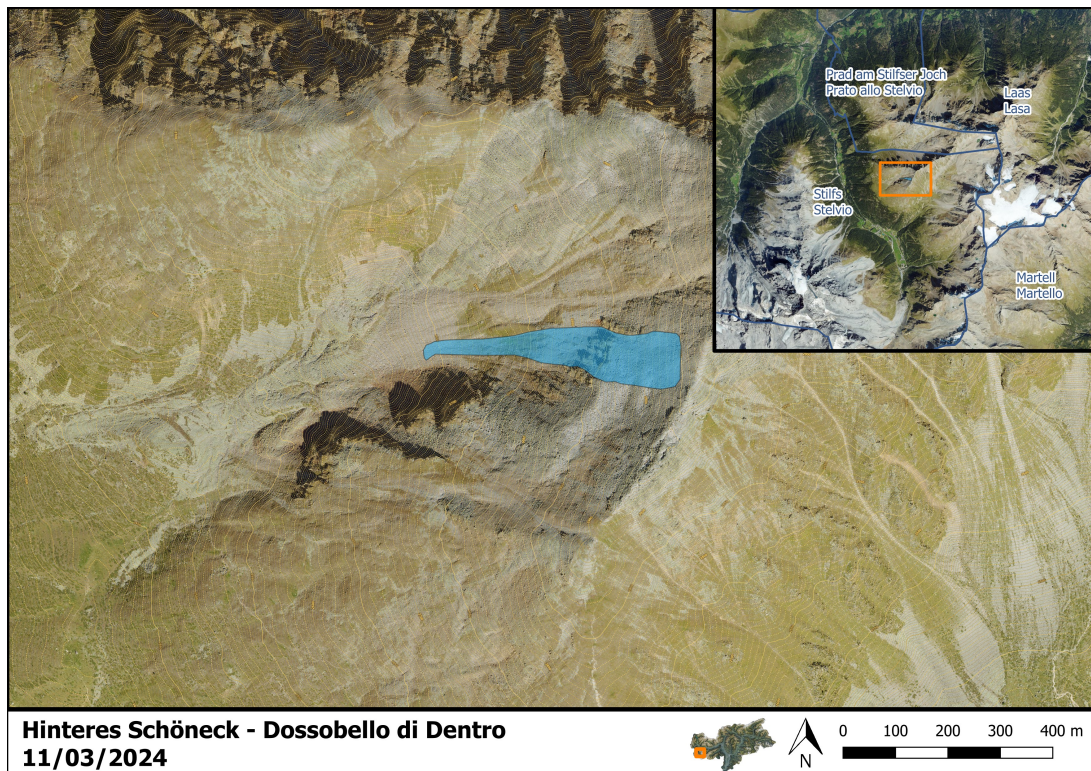 Prad am Stilfser Joch
Prato allo Stelvio
Laas
Lasa
Stilfs
Stelvio
Martell
Martello
Hinteres Schöneck - Dossobello di Dentro
11/03/2024
N
0 100 200 300 400 m